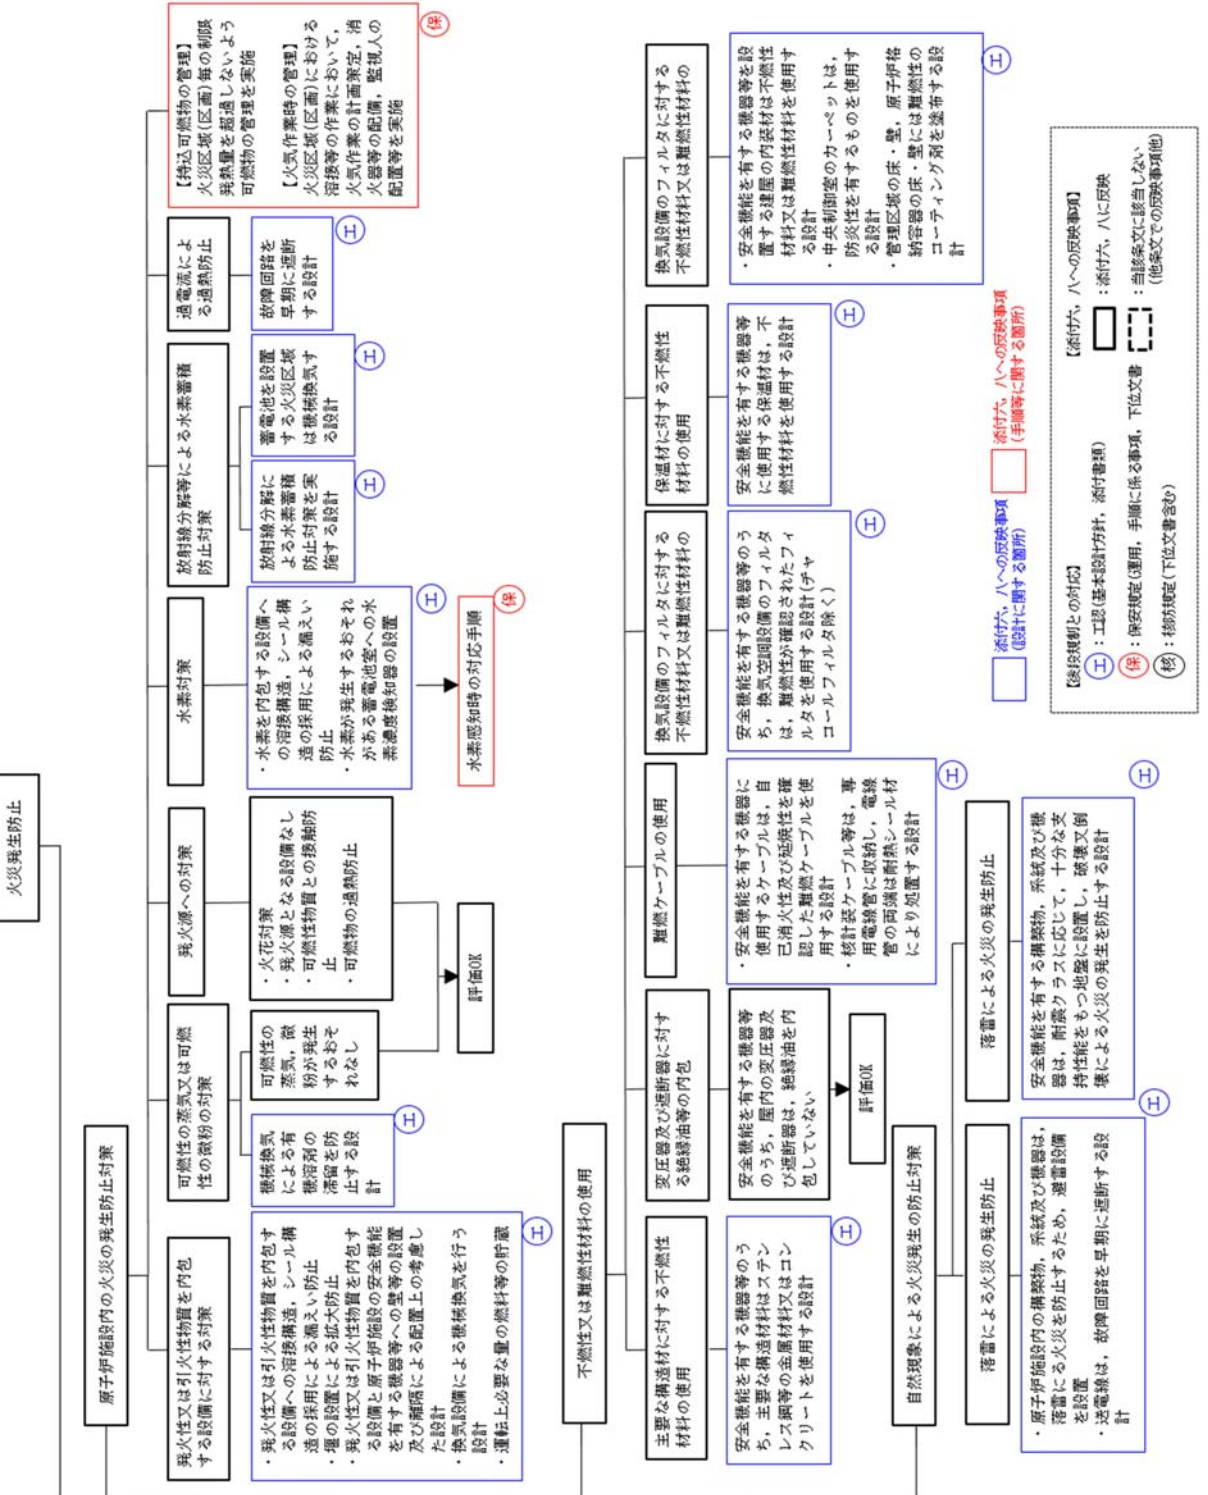 火災発生防止
原子炉施設内の火災の発生防止対策
発火性又は引火性物質を内包
する設備に対する対策
・発火性又は引火性物質を内包す
る設備への溶接構造，シール構
造の採用による漏えい防止
・堰の設置による拡大防止
・発火性又は引火性物質を内包す
る設備と原子炉施設の安全機能
を有する機器等への壁等の設置
及び離隔による配置上の考慮し
た設計
・換気設備による機械換気を行う
設計
・運転上必要な量の燃料等の貯蔵
工
可燃性の蒸気又は可燃
性の微粉の対策
機械換気
による有
機溶剤の
滞留を防
止する設
計
工
可燃性の
蒸気，微
粉が発生
するおそ
れなし
発火源への対策
・火花対策
・発火源となる設備なし
・可燃性物質との接触防
止
・可燃物の過熱防止
評価OK
水素対策
・水素を内包する設備へ
の溶接構造，シール構
造の採用による漏えい
防止
・水素が発生するおそれ
がある蓄電池室への水
素濃度検知器の設置
工
水素感知時の対応手順
保
放射線分解等による水素蓄積
防止対策
放射線分解に
よる水素蓄積
防止対策を実
施する設計
工
蓄電池を設置
する火災区域
は機械換気す
る設計
工
過電流によ
る過熱防止
故障回路を
早期に遮断
する設計
工
【持込可燃物の管理】
火災区域(区画)毎の制限
発熱量を超過しないよう
可燃物の管理を実施
【火気作業時の管理】
火災区域(区画)における
溶接等の作業において，
火気作業の計画策定，消
火器等の配備，監視人の
配置等を実施
保
不燃性又は難燃性材料の使用
主要な構造材に対する不燃性
材料の使用
安全機能を有する機器等のう
ち，主要な構造材料はステン
レス鋼等の金属材料又はコン
クリートを使用する設計
工
変圧器及び遮断器に対す
る絶縁油等の内包
安全機能を有する機器等
のうち，屋内の変圧器及
び遮断器は，絶縁油を内
包していない
評価OK
難燃ケーブルの使用
・安全機能を有する機器に
使用するケーブルは，自
己消火性及び延焼性を確
認した難燃ケーブルを使
用する設計
・核計装ケーブル等は，専
用電線管に収納し，電線
管の両端は耐熱シール材
により処置する設計
工
換気設備のフィルタに対する
不燃性材料又は難燃性材料の
安全機能を有する機器等のう
ち，換気空調設備のフィルタ
は，難燃性が確認されたフィ
ルタを使用する設計(チャ
コールフィルタ除く)
工
保温材に対する不燃性
材料の使用
安全機能を有する機器等
に使用する保温材は，不
燃性材料を使用する設計
工
換気設備のフィルタに対する
不燃性材料又は難燃性材料の
・安全機能を有する機器等を設
置する建屋の内装材は不燃性
材料又は難燃性材料を使用す
る設計
・中央制御室のカーペットは，
防炎性を有するものを使用す
る設計
・管理区域の床・壁，原子炉格
納容器の床・壁には難燃性の
コーティング剤を塗布する設
計
工
自然現象による火災発生の防止対策
落雷による火災の発生防止
・原子炉施設内の構築物，系統及び機器は，
落雷による火災を防止するため，避雷設備
を設置
・送電線は，故障回路を早期に遮断する設
計
工
落雷による火災の発生防止
安全機能を有する構築物，系統及び機
器は，耐震クラスに応じて，十分な支
持性能をもつ地盤に設置し，破壊又倒
壊による火災の発生を防止する設計
工
添付六，八への反映事項
(設計に関する箇所)
添付六，八への反映事項
(手順等に関する箇所)
【後段規制との対応】
工：工認(基本設計方針，添付書類)
保：保安規定(運用，手順に係る事項，下位文書
核：核防規定(下位文書含む)
【添付六，八への反映事項】
：添付六，八に反映
：当該条文に該当しない
(他条文での反映事項他)